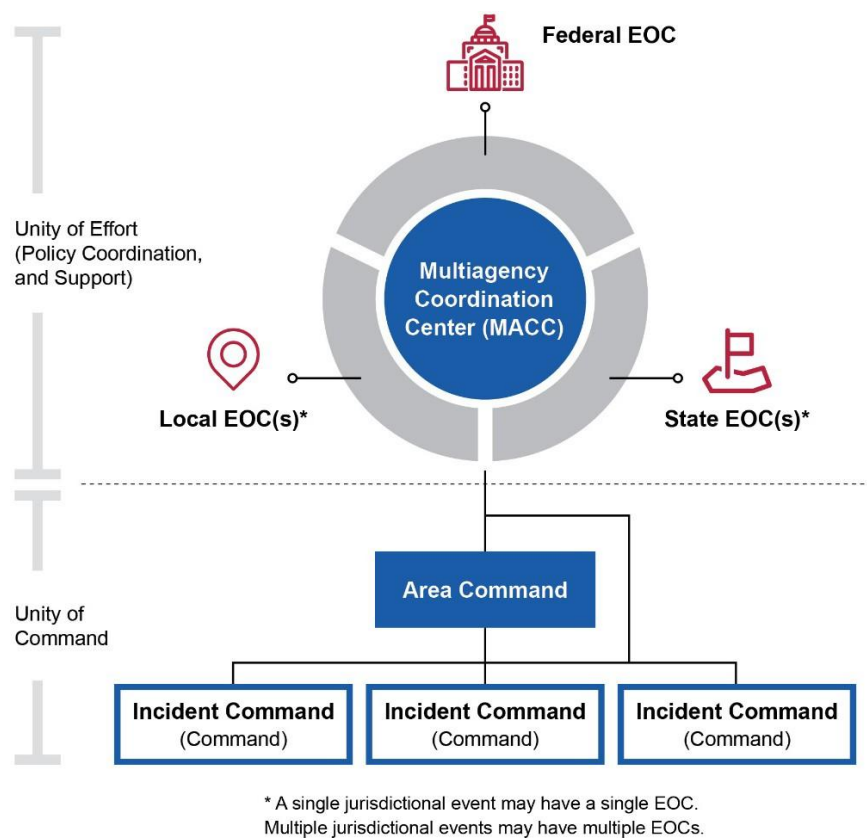 Federal EOC
Unity of Effort
(Policy Coordination,
and Support)
Multiagency
Coordination
Center (MACC)
Local EOC(s)*
State EOC(s)*
Area Command
Unity of
Command
Incident Command
(Command)
Incident Command
(Command)
Incident Command
(Command)
* A single jurisdictional event may have a single EOC.
Multiple jurisdictional events may have multiple EOCs.